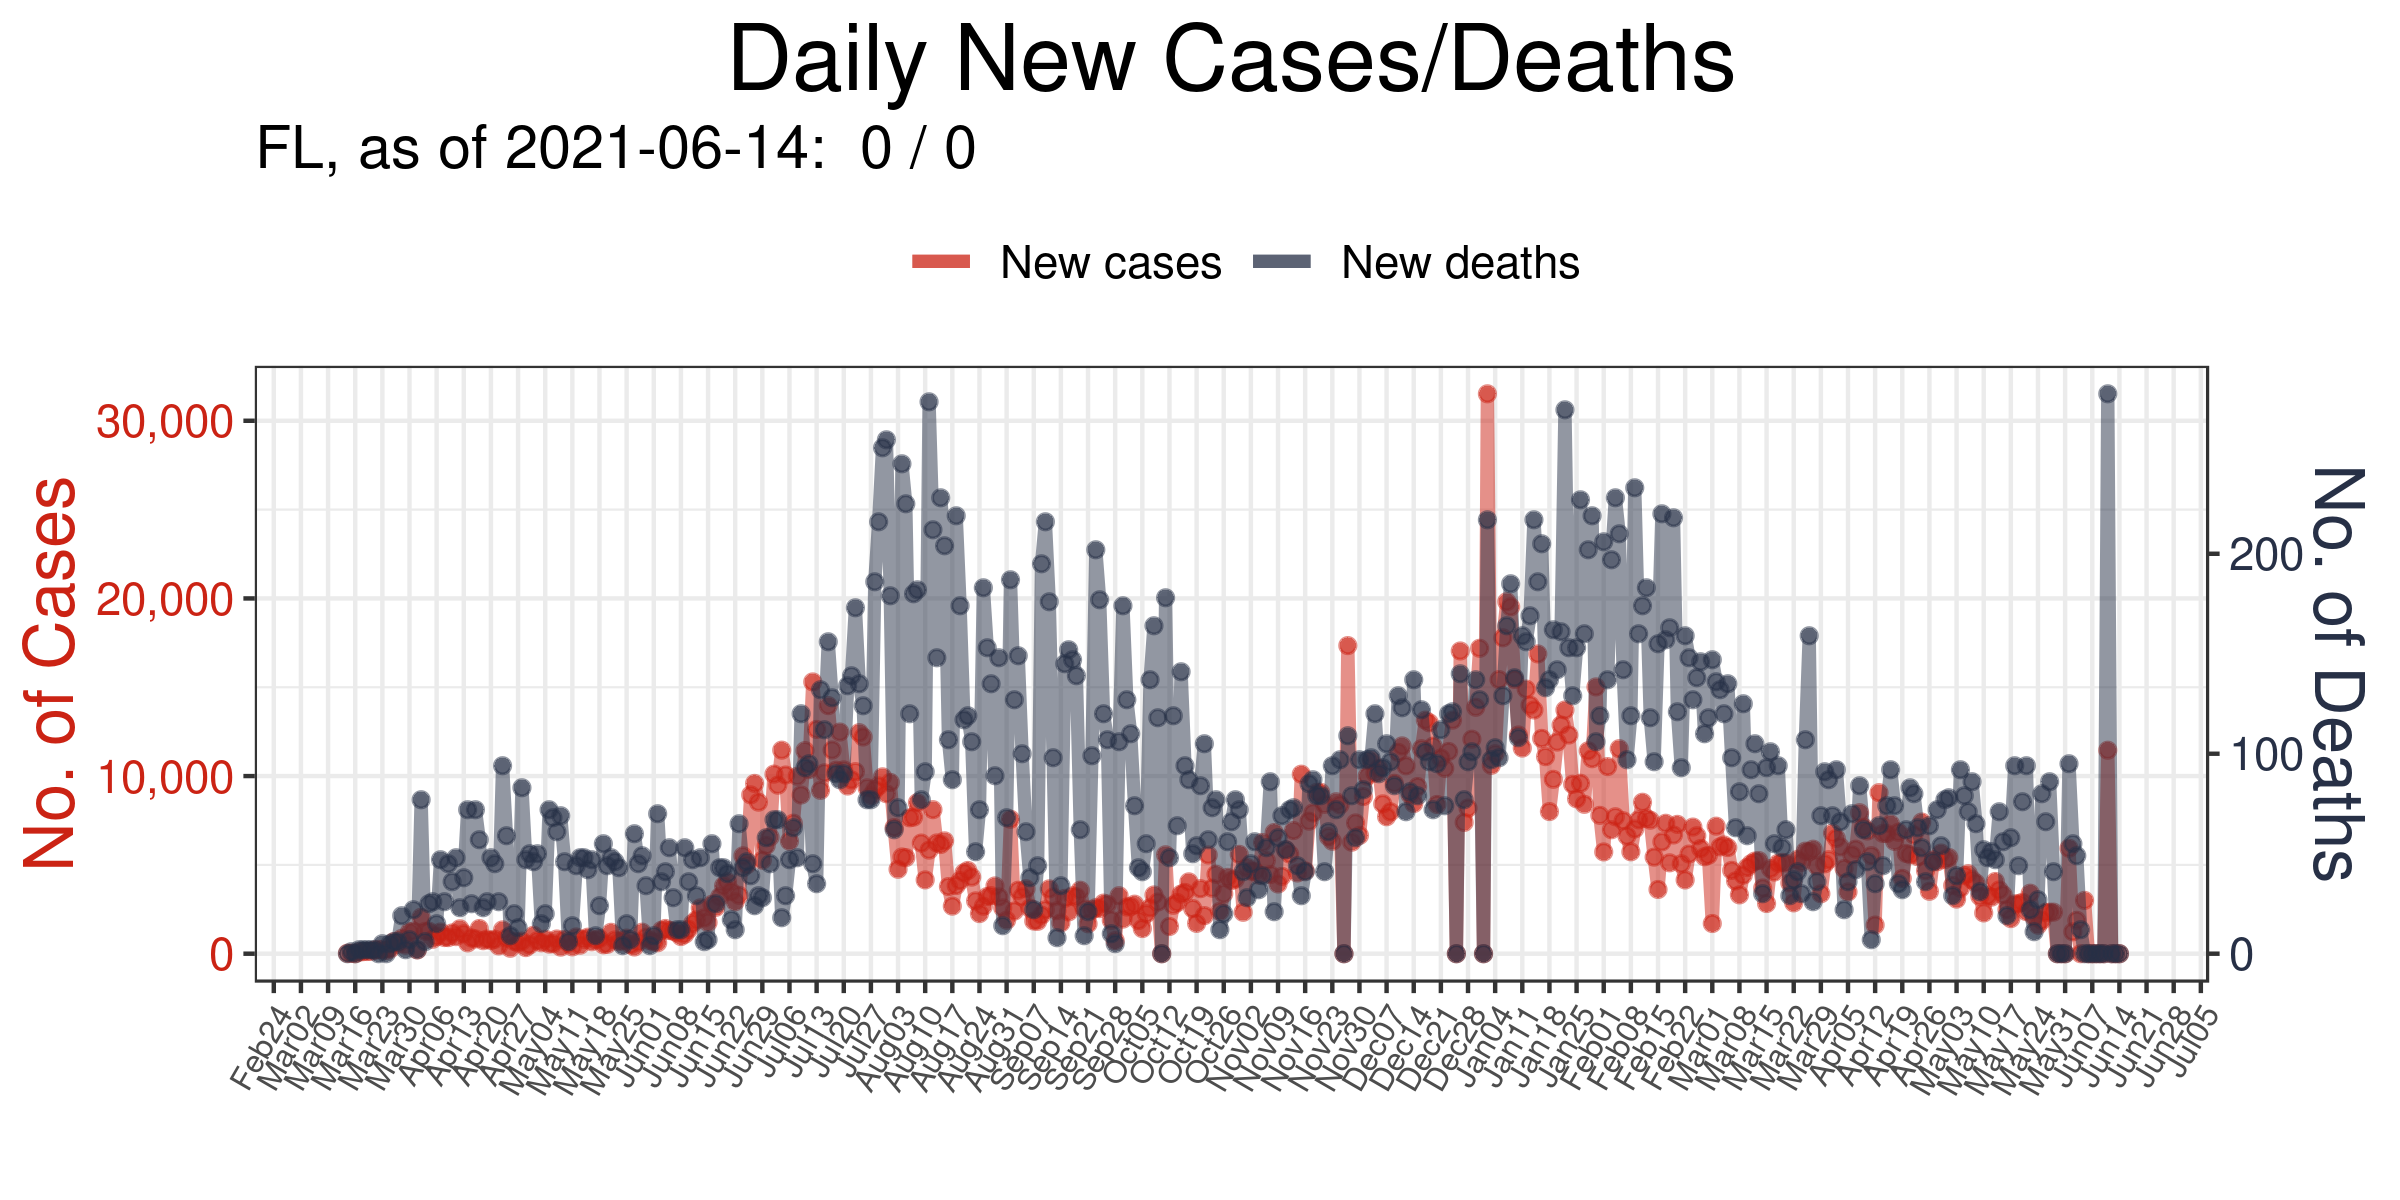 Daily New Cases/Deaths
FL, as of 2021-06-14: 0 / 0
New cases
New deaths
No. of Cases
30,000
20,000
10,000
0
200
100
0
No. of Deaths
Feb24
Mar02
Mar09
Mar16
Mar23
Mar30
Apr06
Apr13
Apr20
Apr27
May04
May11
May18
May25
Jun01
Jun08
Jun15
Jun22
Jun29
Jul06
Jul13
Jul20
Jul27
Aug03
Aug10
Aug17
Aug24
Aug31
Sep07
Sep14
Sep21
Sep28
Oct05
Oct12
Oct19
Oct26
Nov02
Nov09
Nov16
Nov23
Nov30
Dec07
Dec14
Dec21
Dec28
Jan04
Jan11
Jan18
Jan25
Feb01
Feb08
Feb15
Feb22
Mar01
Mar08
Mar15
Mar22
Mar29
Apr05
Apr12
Apr19
Apr26
May03
May10
May17
May24
May31
Jun07
Jun14
Jun21
Jun28
Jul05